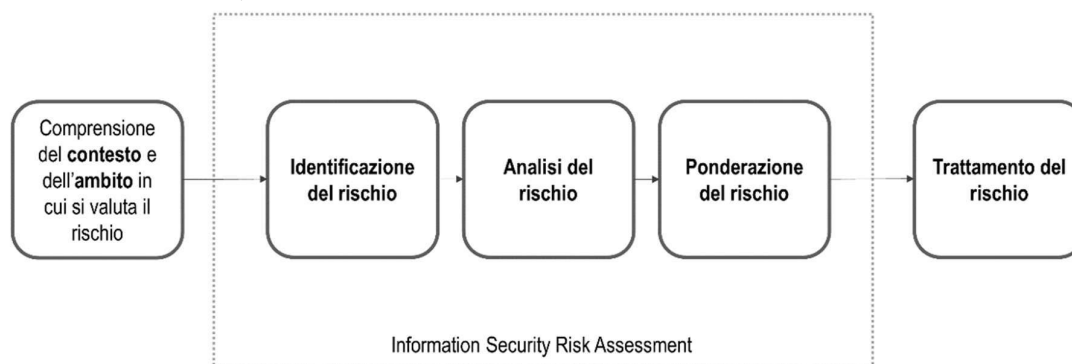 Comprensione
del contesto e
dell'ambito in
cui si valuta il
rischio
Identificazione
del rischio
Analisi del
rischio
Ponderazione
del rischio
Trattamento del
rischio
Information Security Risk Assessment